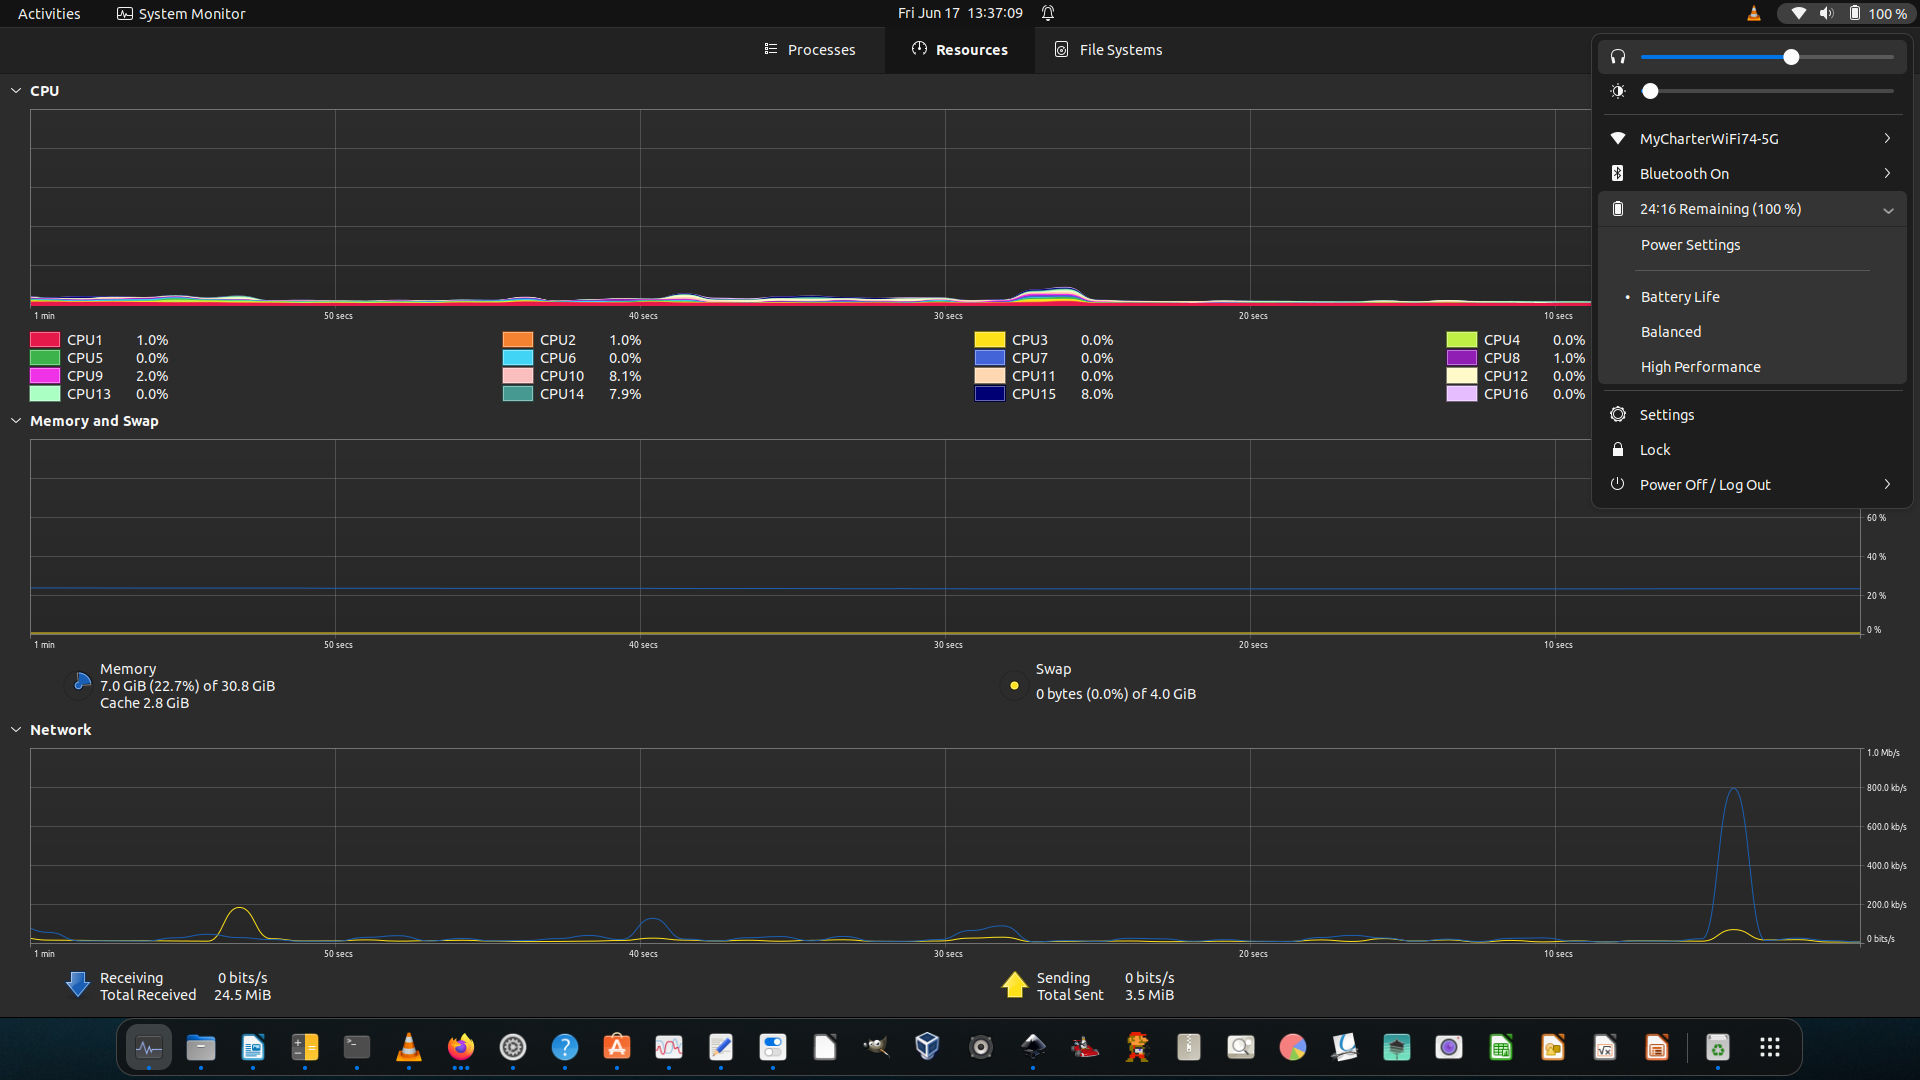 Activities
System Monitor
Fri Jun 17 13:37:09
100 %
Processes
Resources
File Systems
CPU
1 min
50 secs
40 secs
30 secs
20 secs
10 secs
CPU1 1.0%
CPU2 1.0%
CPU3 0.0%
CPU4 0.0%
CPU5 0.0%
CPU6 0.0%
CPU7 0.0%
CPU8 1.0%
CPU9 2.0%
CPU10 8.1%
CPU11 0.0%
CPU12 0.0%
CPU13 0.0%
CPU14 7.9%
CPU15 8.0%
CPU16 0.0%
MyCharterWiFi74-5G
Bluetooth On
24:16 Remaining (100 %)
Power Settings
• Battery Life
Balanced
High Performance
Settings
Lock
Power Off / Log Out
Memory and Swap
60 %
40 %
20 %
0 %
1 min
50 secs
40 secs
30 secs
20 secs
10 secs
Memory
7.0 GiB (22.7%) of 30.8 GiB
Cache 2.8 GiB
Swap
0 bytes (0.0%) of 4.0 GiB
Network
1.0 Mb/s
800.0 kb/s
600.0 kb/s
400.0 kb/s
200.0 kb/s
0 bits/s
1 min
50 secs
40 secs
30 secs
20 secs
10 secs
Receiving 0 bits/s
Total Received 24.5 MiB
Sending 0 bits/s
Total Sent 3.5 MiB